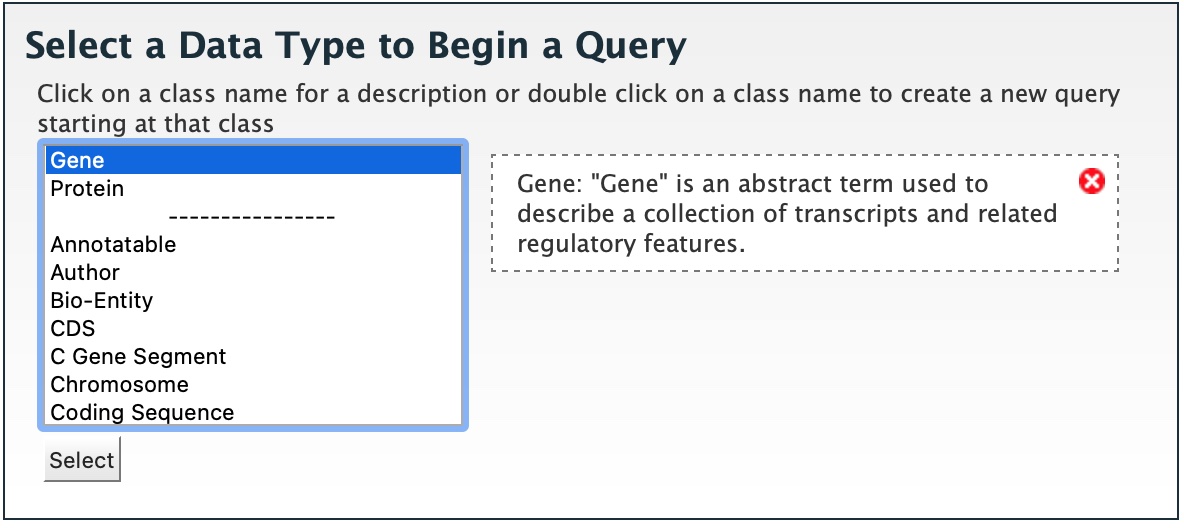 Select a Data Type to Begin a Query
Click on a class name for a description or double click on a class name to create a new query
starting at that class
Gene
Protein
----------------
Annotatable
Author
Bio-Entity
CDS
C Gene Segment
Chromosome
Coding Sequence
Gene: "Gene" is an abstract term used to
describe a collection of transcripts and related
regulatory features.
Select